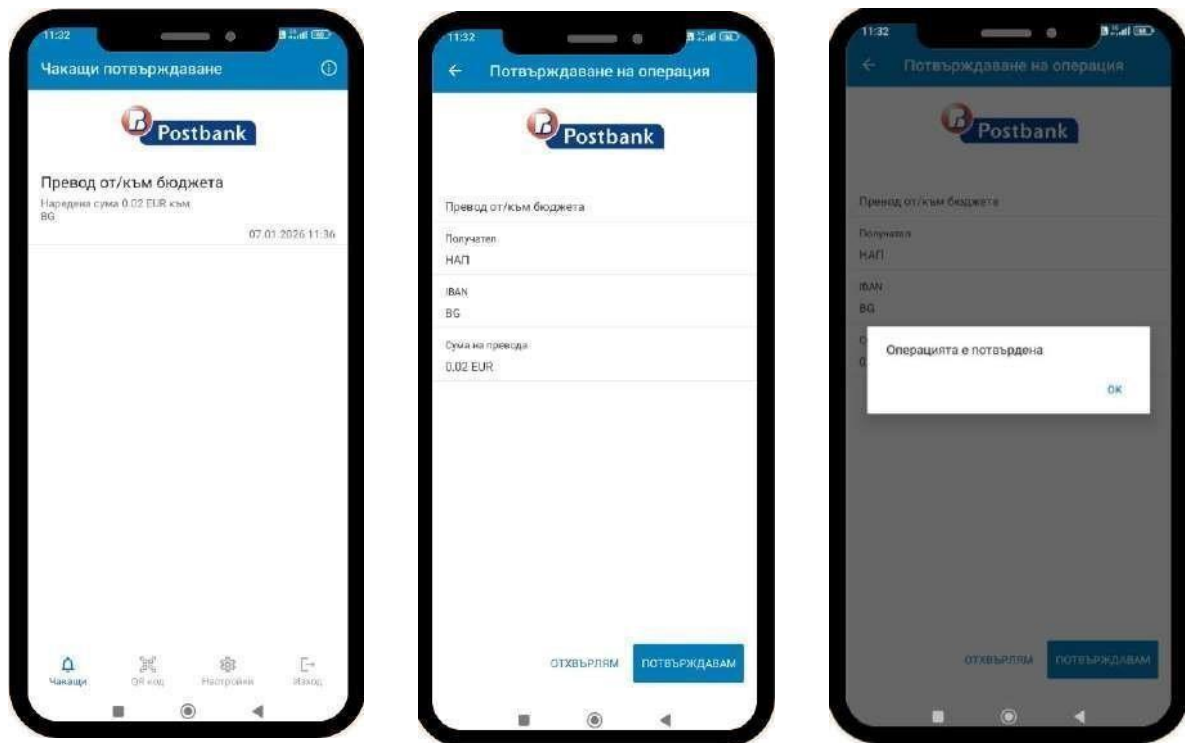 11:32
Чакащи потвърждаване
Postbank
Превод от/към бюджета
Наредена сума 0.02 EUR към
BG
07.01.2026 11:36
Чакащи
QR код
Настройки
Изход
11:32
Потвърждаване на операция
Postbank
Превод от/към бюджета
Получател
НАП
IBAN
BG
Сума на превода
0.02 EUR
ОТХВЪРЛЯМ
ПОТВЪРЖДАВАМ
11:32
Потвърждаване на операция
Postbank
Превод от/към бюджета
Получател
НАП
IBAN
BG
Операцията е потвърдена
OK
ОТХВЪРЛЯМ
ПОТВЪРЖДАВАМ